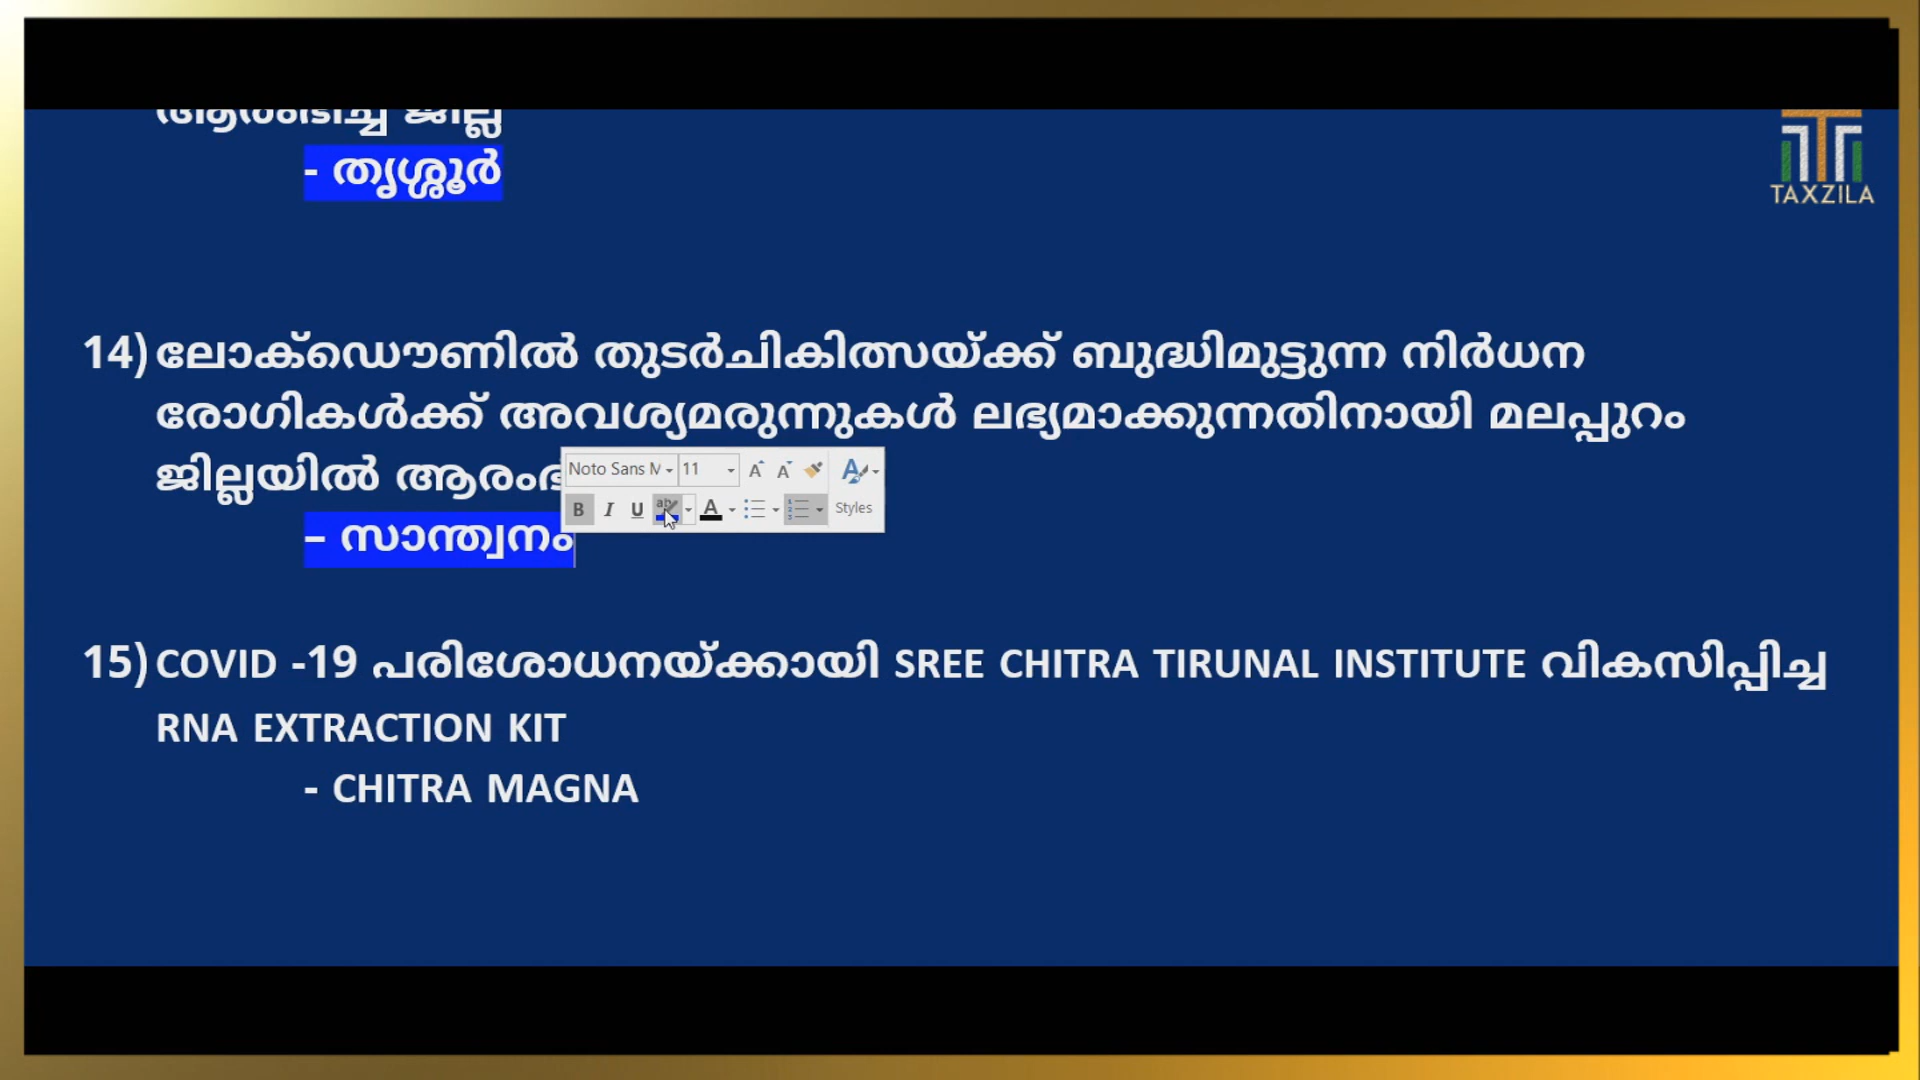 ആരംഭിച്ച ജില്ല
- തൃശ്ശൂർ
TAXZILA
14) ലോക്ഡൌണിൽ തുടർചികിത്സയ്ക്ക് ബുദ്ധിമുട്ടുന്ന നിർധന
രോഗികൾക്ക് അവശ്യമരുന്നുകൾ ലഭ്യമാക്കുന്നതിനായി മലപ്പുറം
ജില്ലയിൽ
Noto Sans M 11
Styles
– സാന്ത്വനം
15) COVID -19 പരിശോധനയ്ക്കായി SREE CHITRA TIRUNAL INSTITUTE വികസിപ്പിച്ച
RNA EXTRACTION KIT
- CHITRA MAGNA